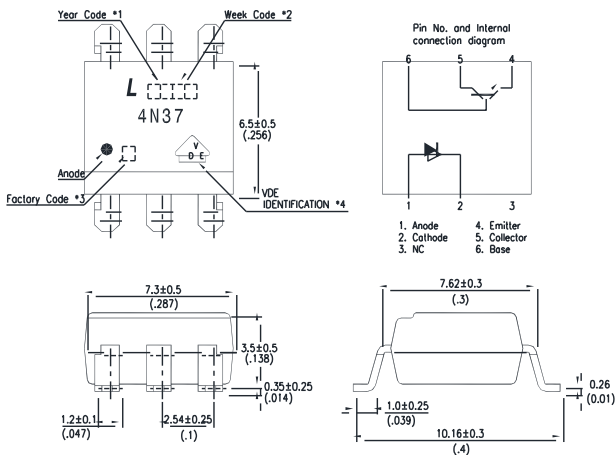 Year Code *1
Week Code *2
L
4N37
V
D E
Anode
Factory Code *3
VDE
IDENTIFICATION *4
6.5±0.5
(.256)
Pin No. and Internal
connection diagram
6 5 4
1 2 3
1. Anode 4. Emitter
2. Cathode 5. Collector
3. NC 6. Base
7.3±0.5
(.287)
3.5±0.5
(.138)
0.35±0.25
(.014)
1.2±0.1
(.047)
2.54±0.25
(.1)
7.62±0.3
(.3)
0.26
(0.01)
1.0±0.25
(.039)
10.16±0.3
(.4)